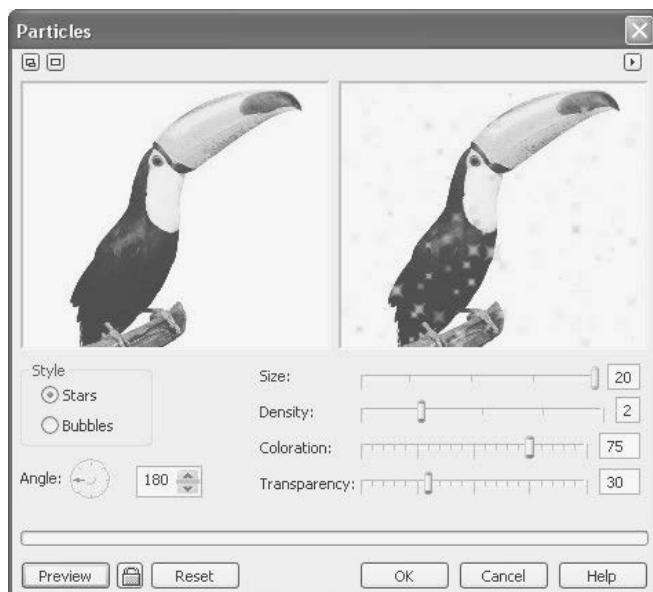 Particles
Style
Stars
Bubbles
Angle: 180
Size: 20
Density: 2
Coloration: 75
Transparency: 30
Preview Reset OK Cancel Help